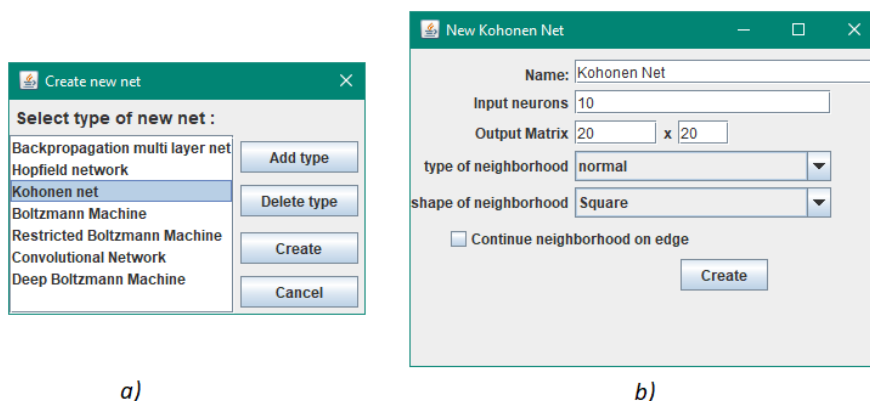 Create new net
Select type of new net :
Backpropagation multi layer net
Hopfield network
Kohonen net
Boltzmann Machine
Restricted Boltzmann Machine
Convolutional Network
Deep Boltzmann Machine
Add type
Delete type
Create
Cancel
a)
New Kohonen Net
Name: Kohonen Net
Input neurons 10
Output Matrix 20 x 20
type of neighborhood normal
shape of neighborhood Square
Continue neighborhood on edge
Create
b)